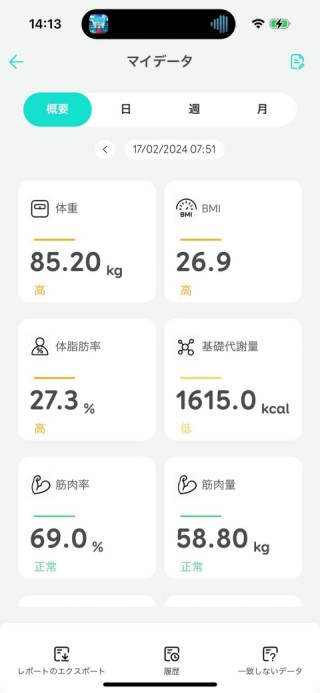 14:13
マイデータ
概要 日 週 月
17/02/2024 07:51
体重 BMI BMI
85.20 kg 26.9
高 高
% 体脂肪率 基礎代謝量
27.3 % 1615.0 kcal
高 低
筋肉率 筋肉量
69.0 % 58.80 kg
正常 正常
レポートのエクスポート 履歴 一致しないデータ